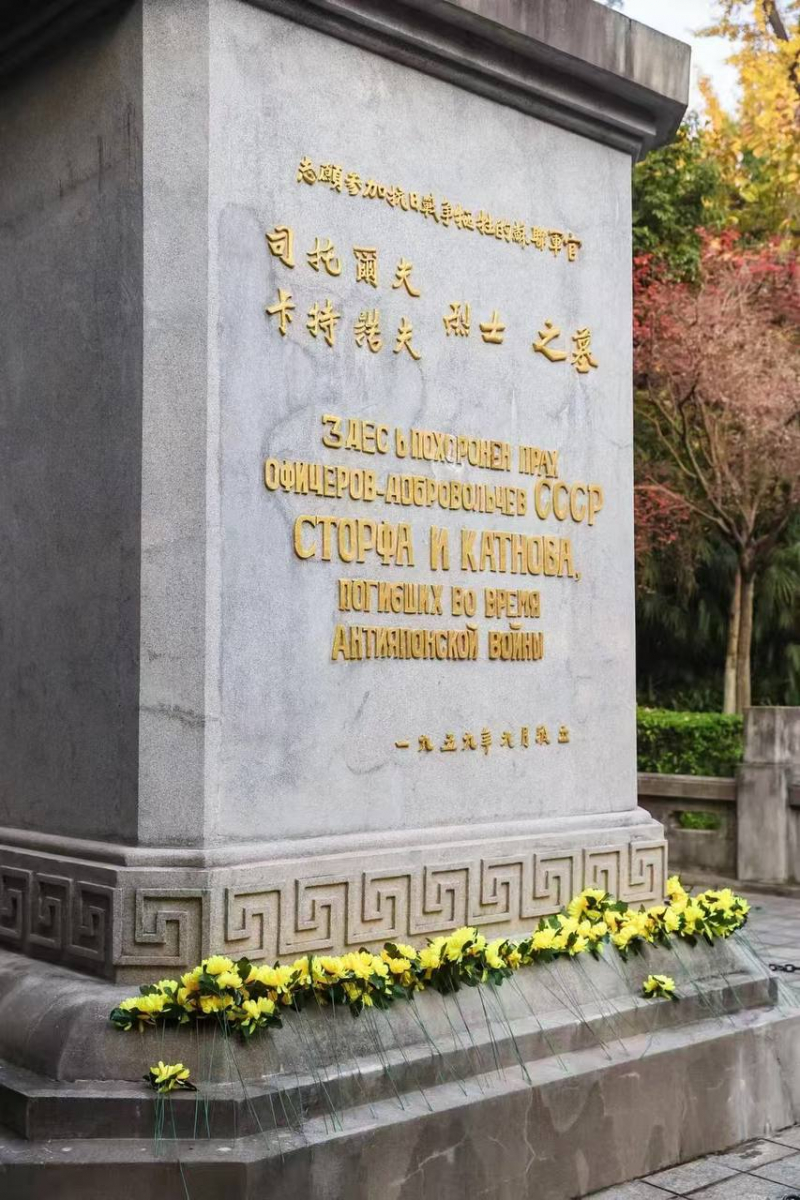 志願參加抗日戰爭犧牲的蘇聯軍官
司托爾夫
卡特諾夫 烈士 之墓
ЗДЕСЬ ПОХОРОНЕН ПРАХ
ОФИЦЕРОВ-ДОБРОВОЛЬЧЕВ СССР
СТОРФА И КАТНОВА,
ПОГИБШИХ ВО ВРЕМЯ
АНТИЯПОНСКОЙ ВОЙНЫ
一九五九年九月 立